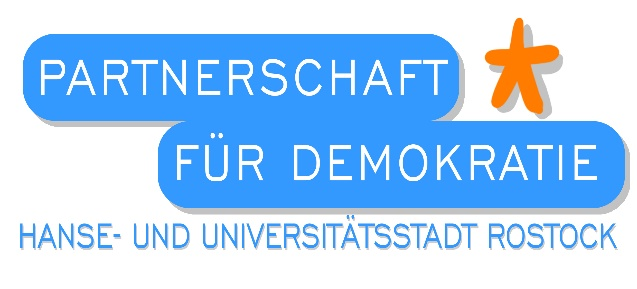 PARTNERSCHAFT
FÜR DEMOKRATIE
HANSE- UND UNIVERSITÄTSSTADT ROSTOCK